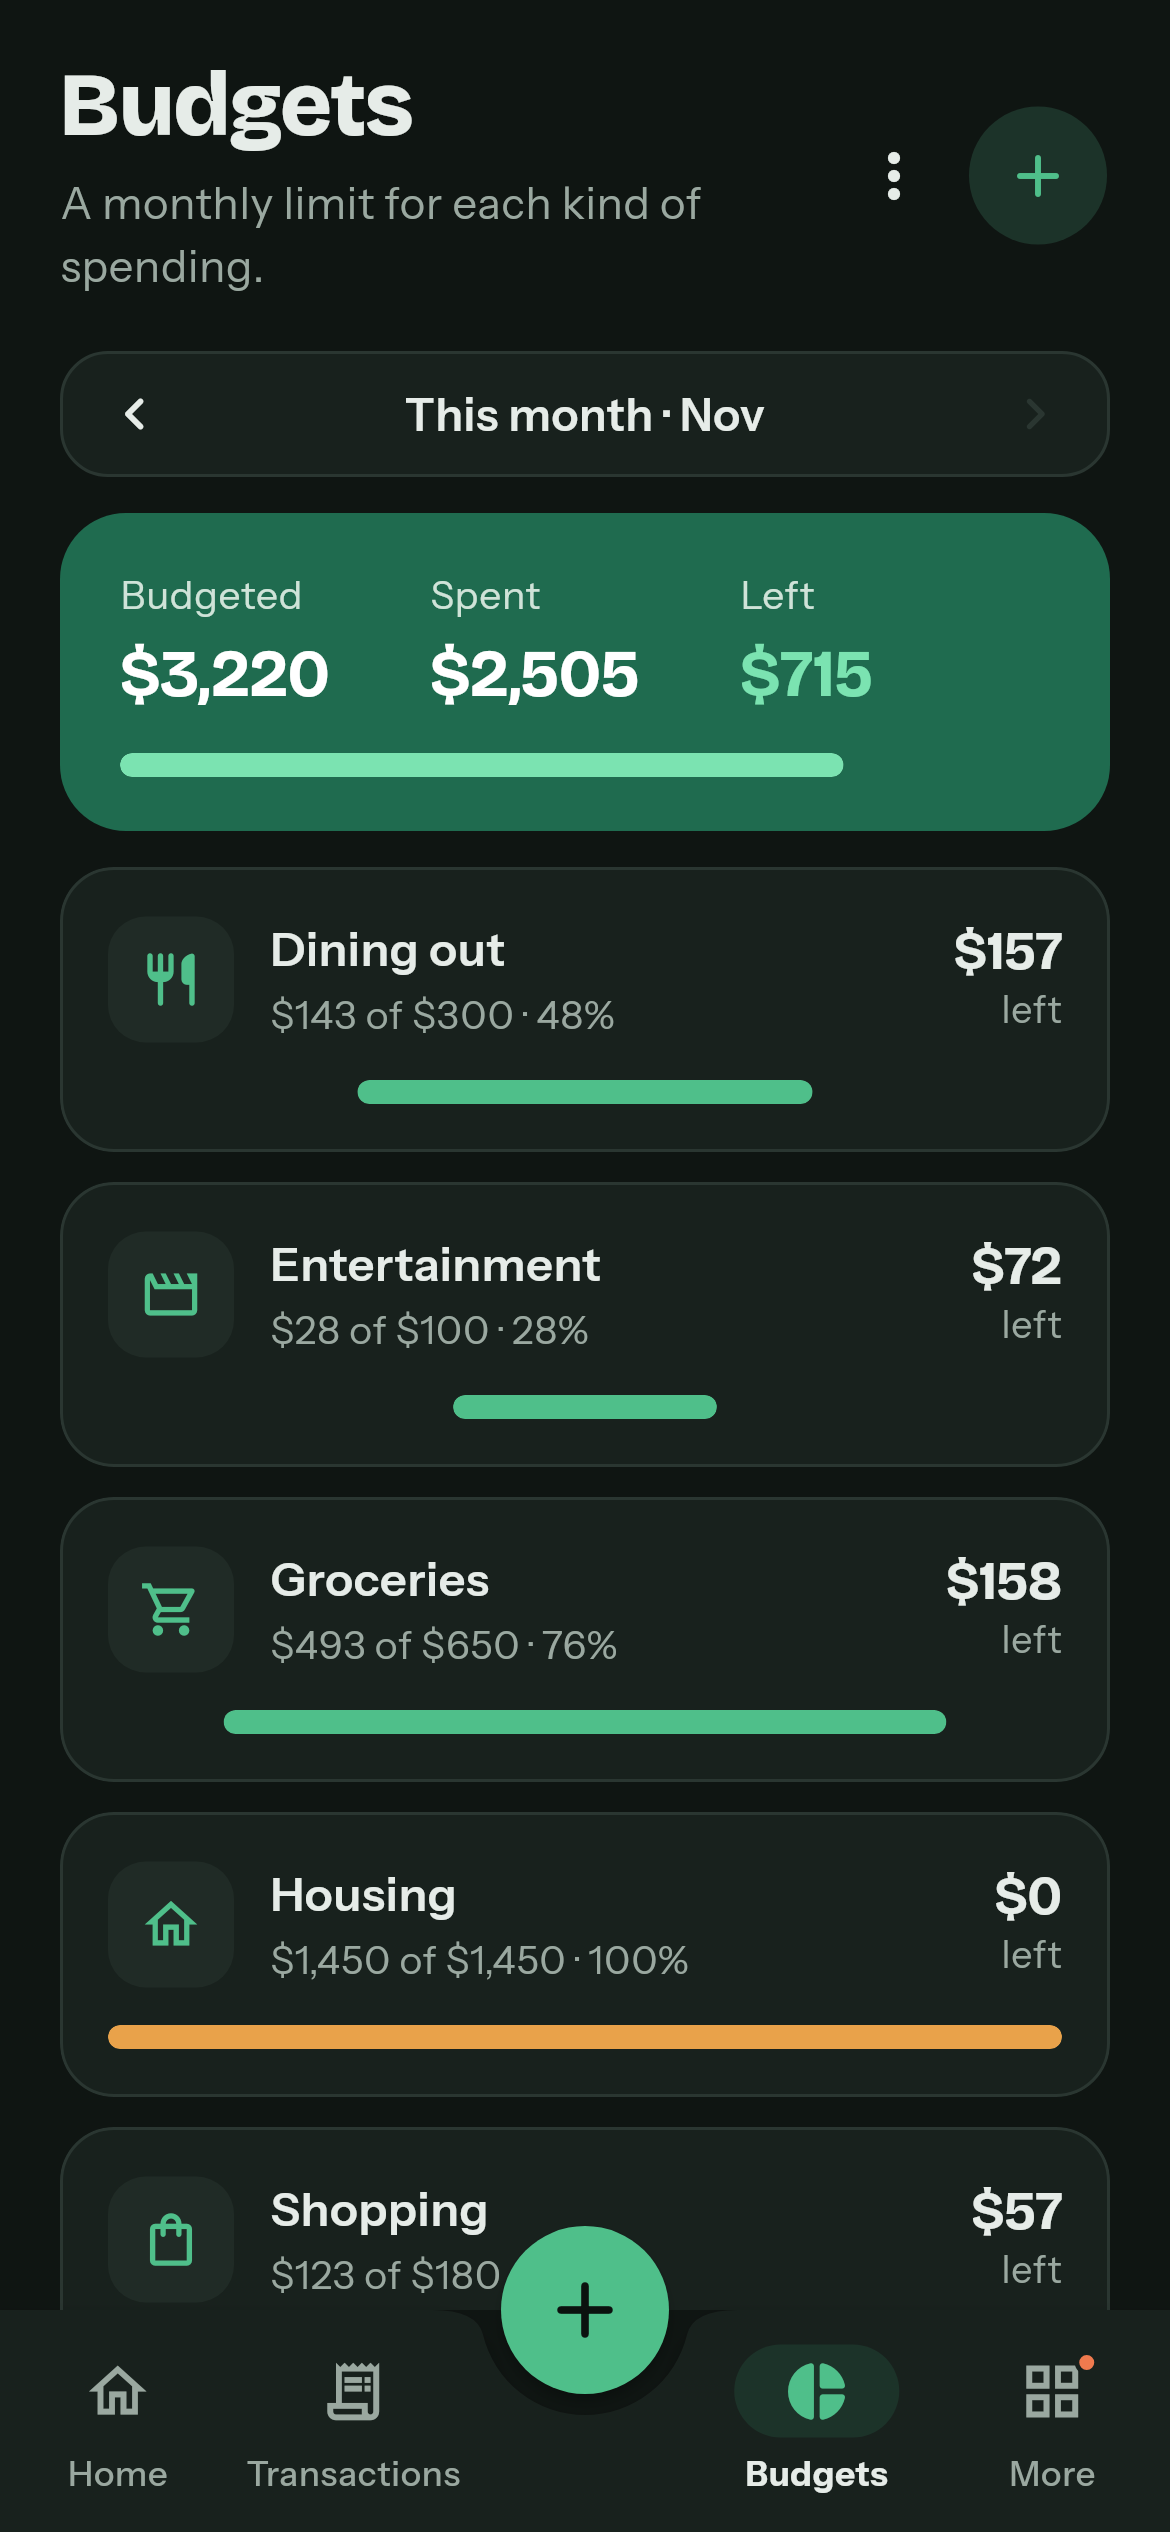 Budgets
A monthly limit for each kind of
spending.
This month · Nov
Budgeted
Spent
Left
$3,220
$2,505
$715
Dining out
$157
$143 of $300 · 48%
left
Entertainment
$72
$28 of $100 · 28%
left
Groceries
$158
$493 of $650 · 76%
left
Housing
$0
$1,450 of $1,450 · 100%
left
Shopping
$57
$123 of $180
left
Home
Transactions
Budgets
More